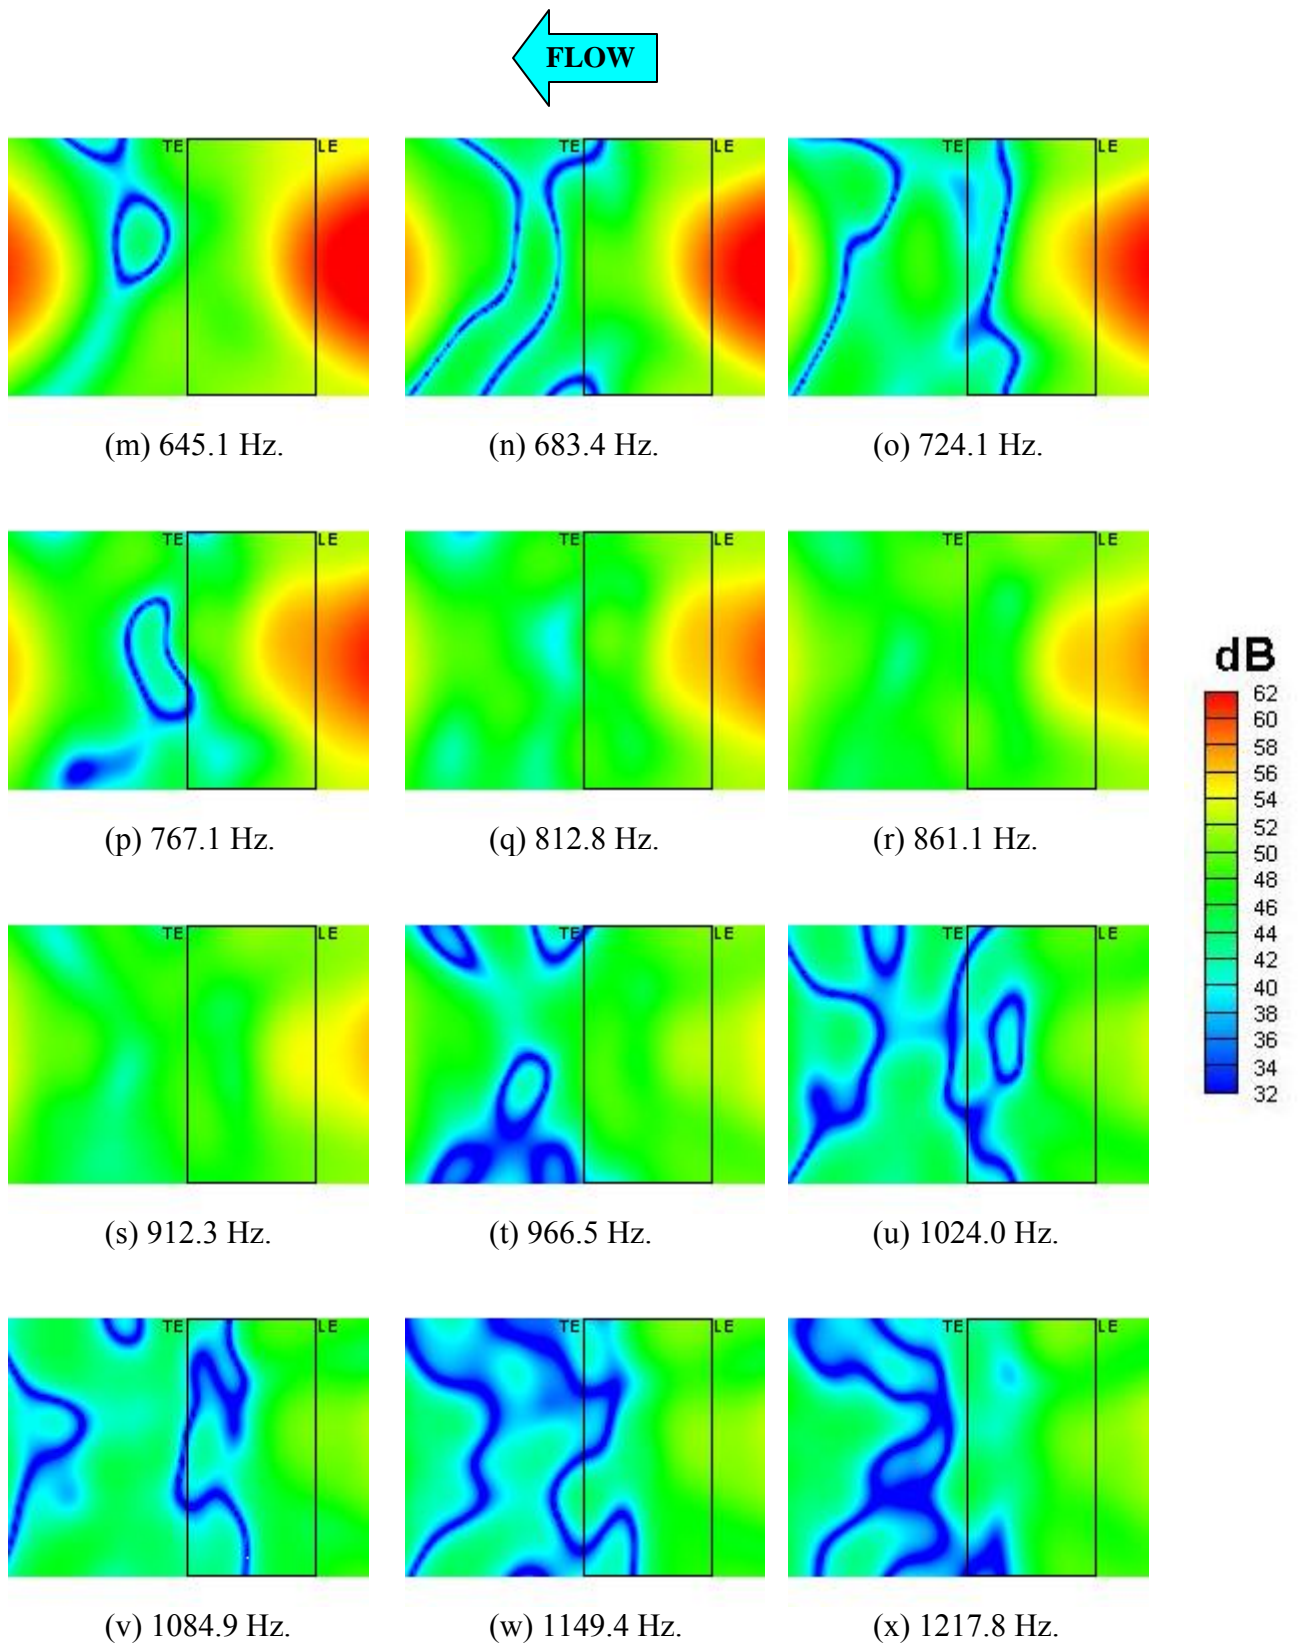 FLOW
TE LE TE LE TE LE
(m) 645.1 Hz. (n) 683.4 Hz. (o) 724.1 Hz.
TE LE TE LE TE LE
(p) 767.1 Hz. (q) 812.8 Hz. (r) 861.1 Hz.
dB
62
60
58
56
54
52
50
48
46
44
42
40
38
36
34
32
TE LE TE LE TE LE
(s) 912.3 Hz. (t) 966.5 Hz. (u) 1024.0 Hz.
TE LE TE LE TE LE
(v) 1084.9 Hz. (w) 1149.4 Hz. (x) 1217.8 Hz.